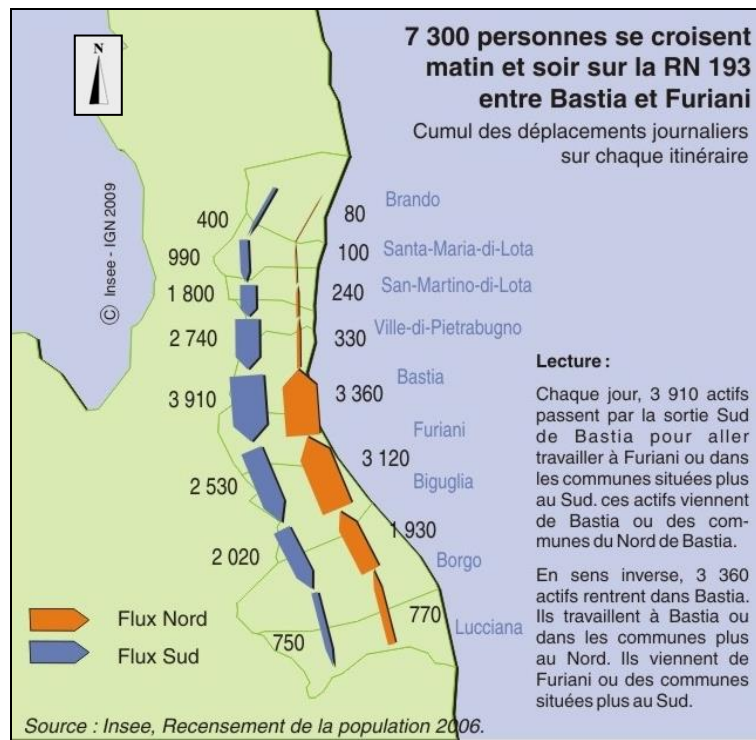 7 300 personnes se croisent
matin et soir sur la RN 193
entre Bastia et Furiani
Cumul des déplacements journaliers
sur chaque itinéraire
N
© Insee - IGN 2009
400
80
Brando
990
100
Santa-Maria-di-Lota
1 800
240
San-Martino-di-Lota
2 740
330
Ville-di-Pietrabugno
3 910
3 360
Bastia
Furiani
2 530
3 120
Biguglia
2 020
1 930
Borgo
750
770
Lucciana
Lecture :
Chaque jour, 3 910 actifs
passent par la sortie Sud
de Bastia pour aller
travailler à Furiani ou dans
les communes situées plus
au Sud. ces actifs viennent
de Bastia ou des com-
munes du Nord de Bastia.
En sens inverse, 3 360
actifs rentrent dans Bastia.
Ils travaillent à Bastia ou
dans les communes plus
au Nord. Ils viennent de
Furiani ou des communes
situées plus au Sud.
Flux Nord
Flux Sud
Source : Insee, Recensement de la population 2006.